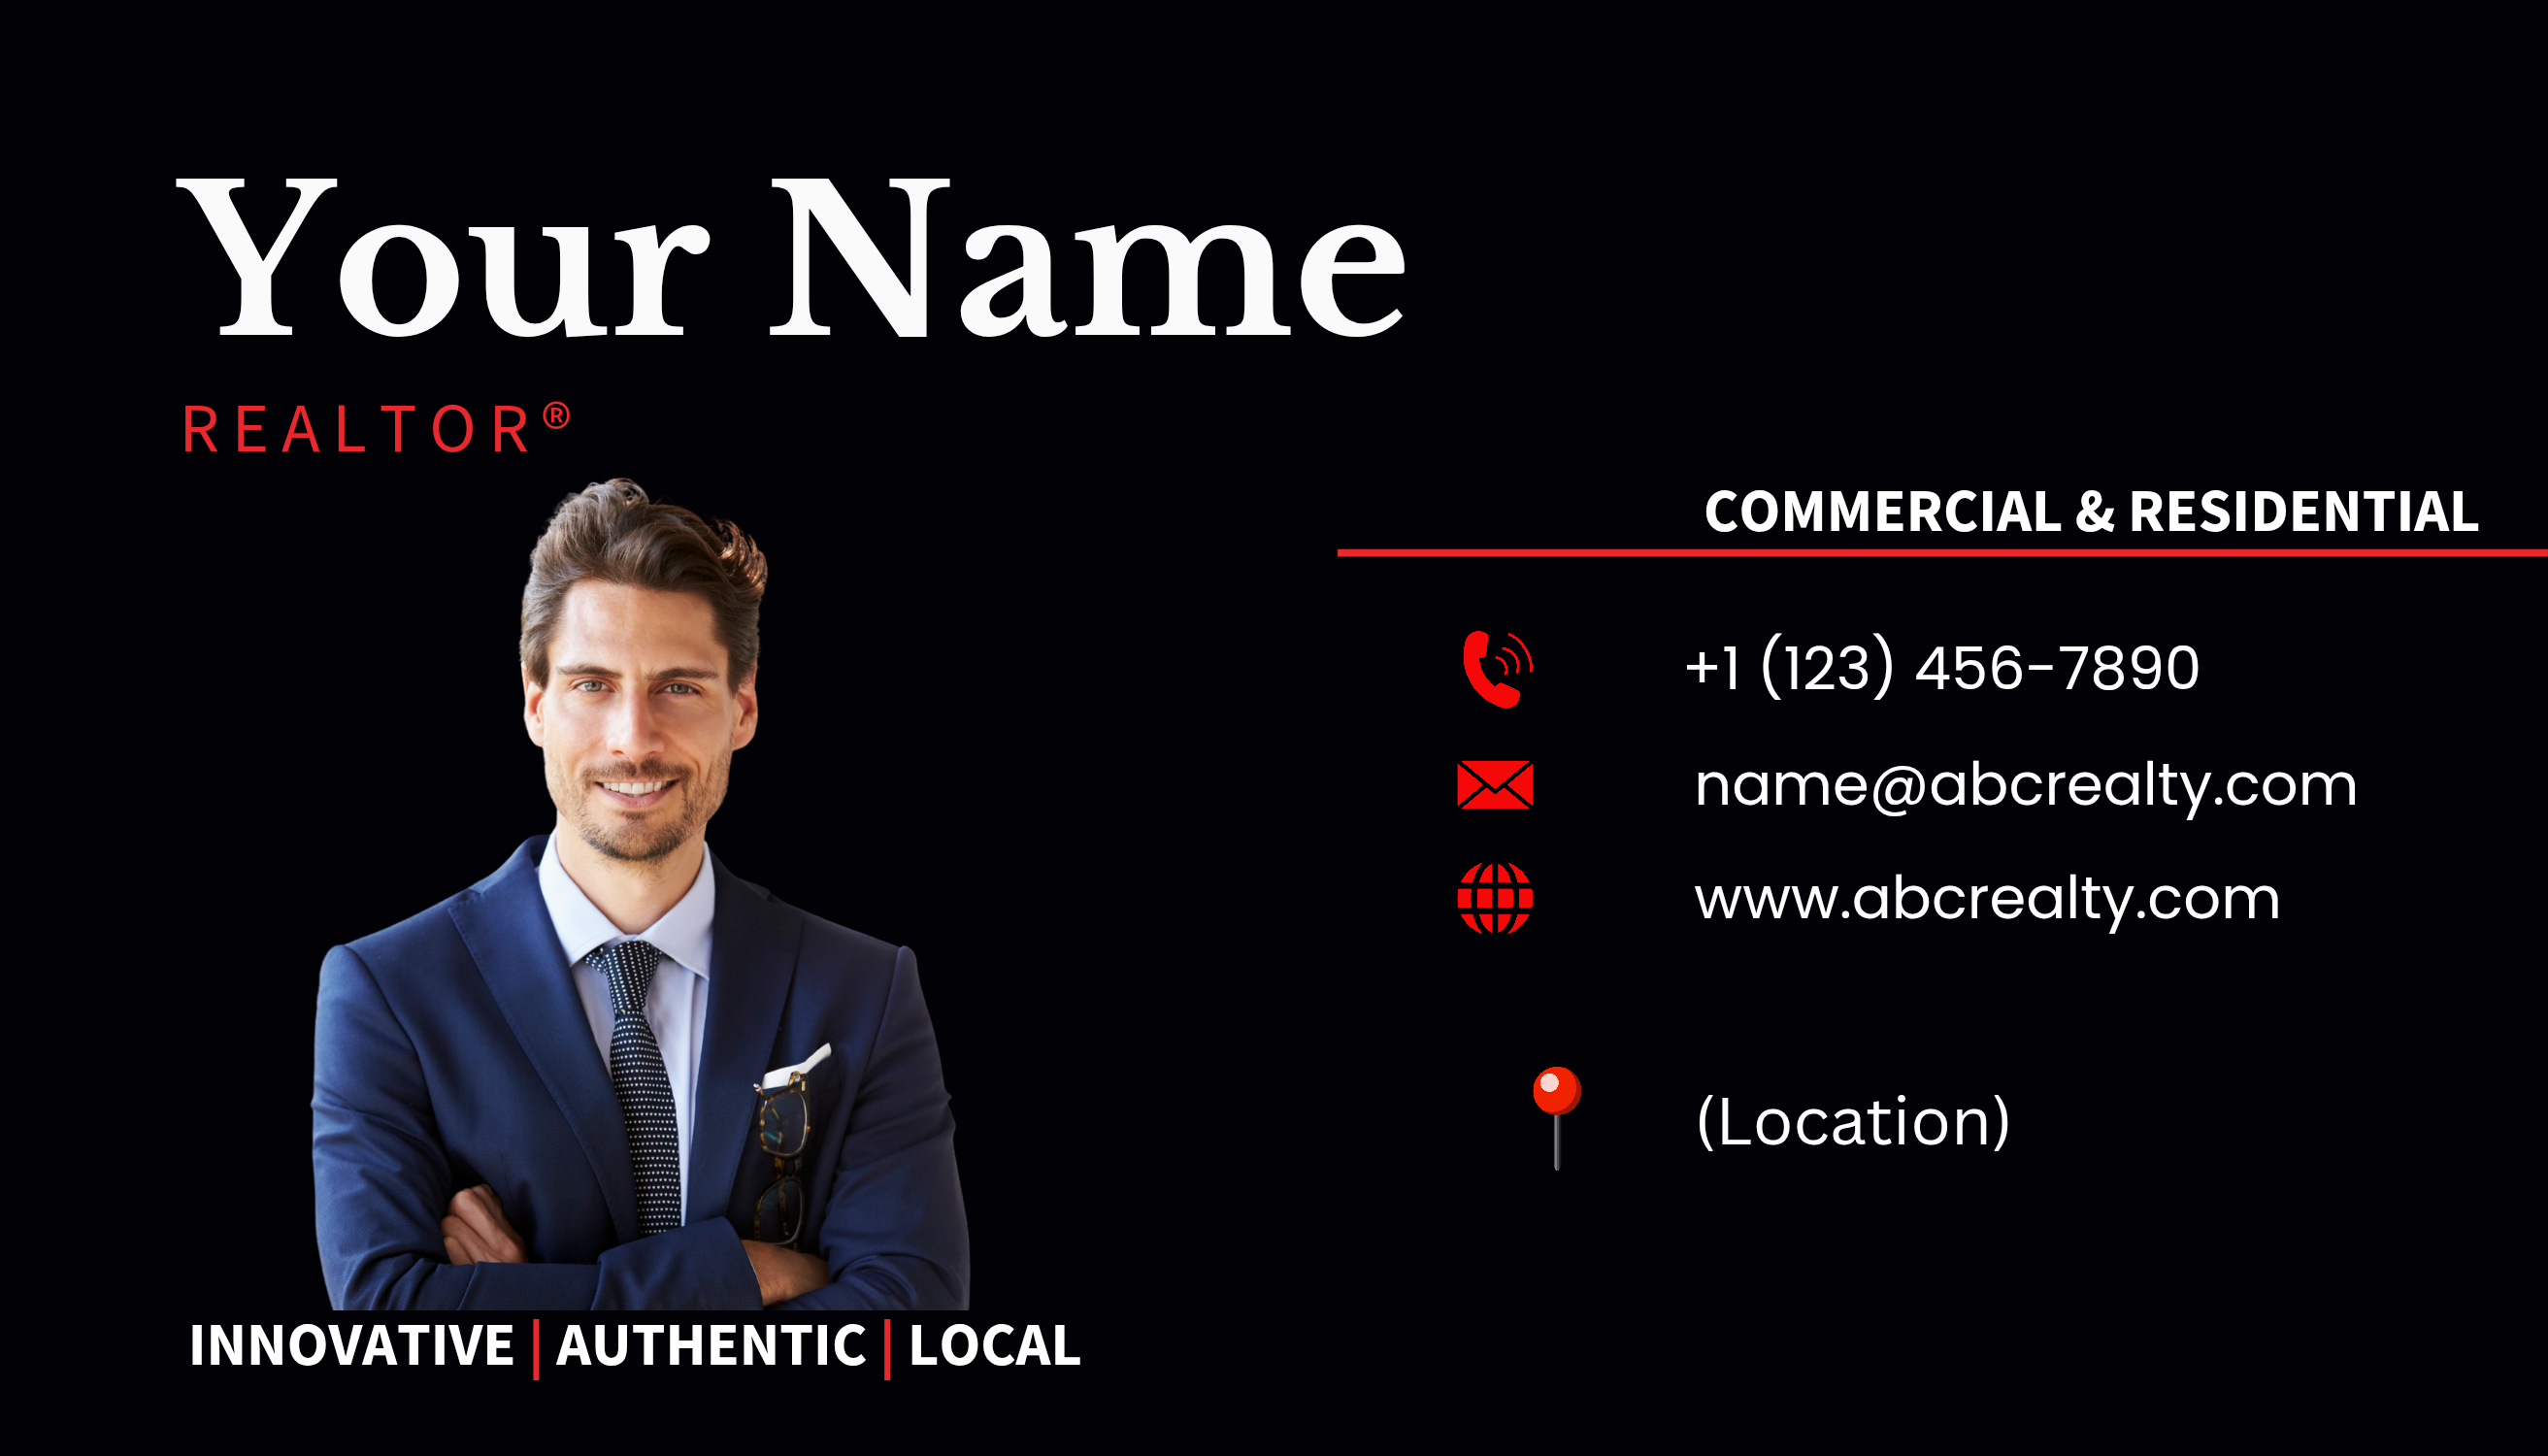 Your Name
REALTOR®
COMMERCIAL & RESIDENTIAL
+1 (123) 456-7890
name@abcrealty.com
www.abcrealty.com
(Location)
INNOVATIVE | AUTHENTIC | LOCAL